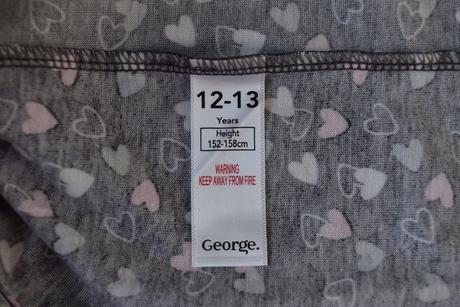 12-13
Years
Height
152-158cm
WARNING
KEEP AWAY FROM FIRE
George.